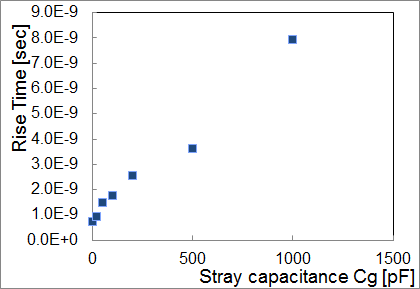 9.0E-9
8.0E-9
7.0E-9
6.0E-9
5.0E-9
4.0E-9
3.0E-9
2.0E-9
1.0E-9
0.0E+0
Rise Time [sec]
0 500 1000 1500
Stray capacitance Cg [pF]